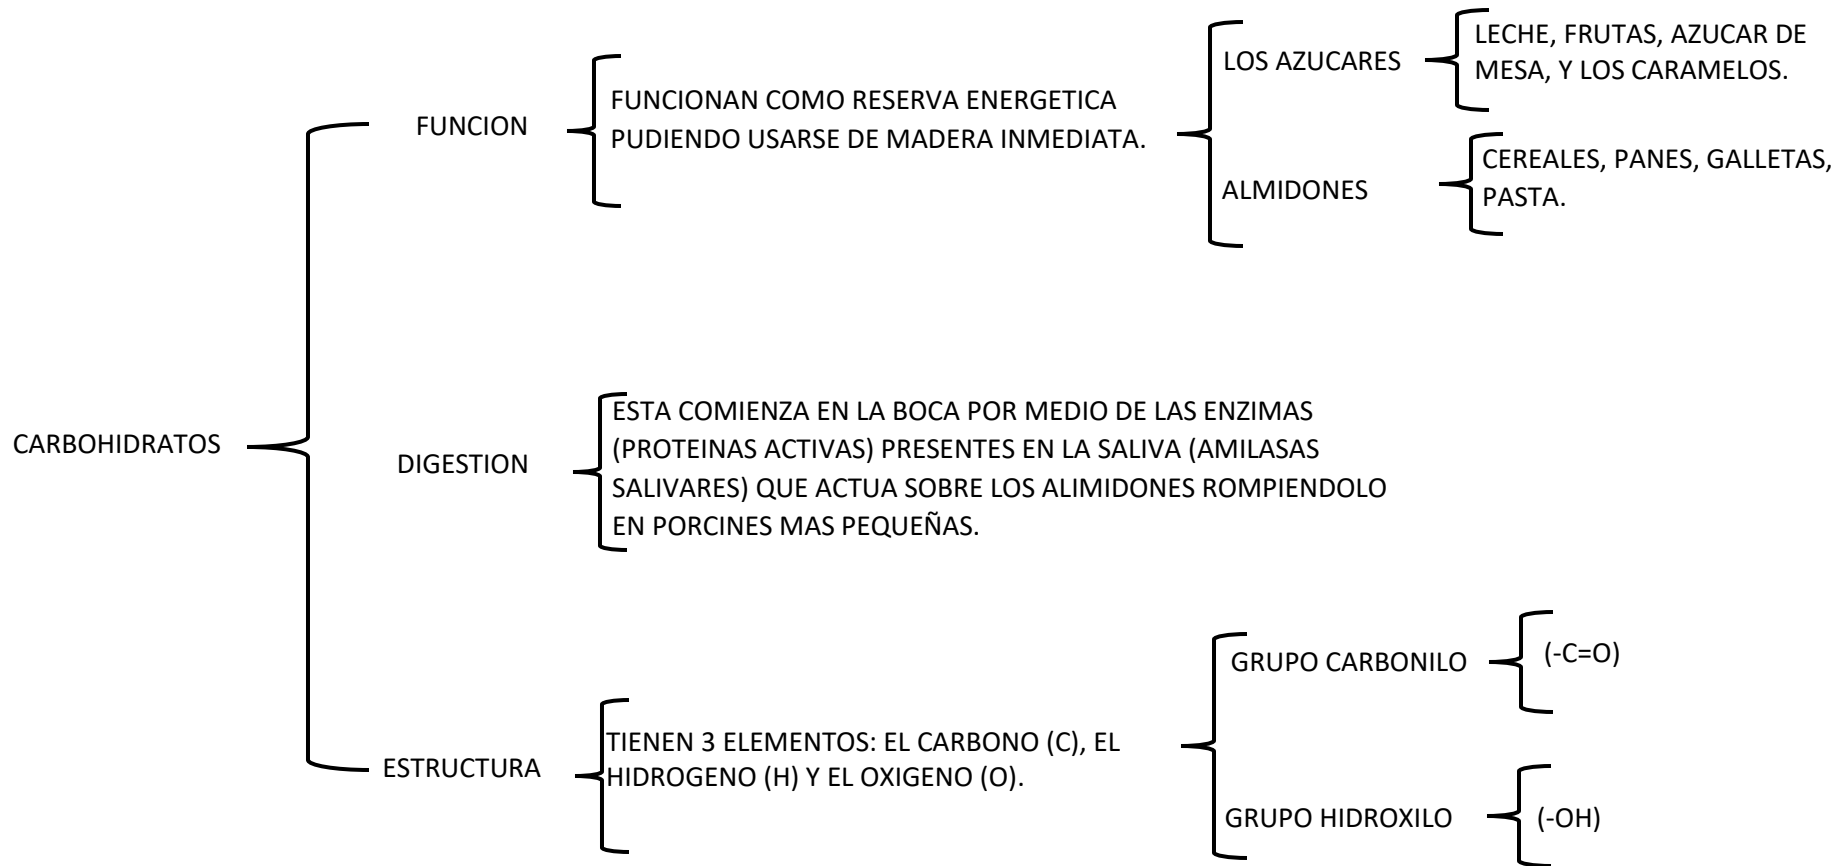 LOS AZUCARES
LECHE, FRUTAS, AZUCAR DE
MESA, Y LOS CARAMELOS.
FUNCION
FUNCIONAN COMO RESERVA ENERGETICA
PUDIENDO USARSE DE MADERA INMEDIATA.
ALMIDONES
CEREALES, PANES, GALLETAS,
PASTA.
CARBOHIDRATOS
DIGESTION
ESTA COMIENZA EN LA BOCA POR MEDIO DE LAS ENZIMAS
(PROTEINAS ACTIVAS) PRESENTES EN LA SALIVA (AMILASAS
SALIVARES) QUE ACTUA SOBRE LOS ALIMIDONES ROMPIENDOLO
EN PORCINES MAS PEQUEÑAS.
ESTRUCTURA
TIENEN 3 ELEMENTOS: EL CARBONO (C), EL
HIDROGENO (H) Y EL OXIGENO (O).
GRUPO CARBONILO
(-C=O)
GRUPO HIDROXILO
(-OH)